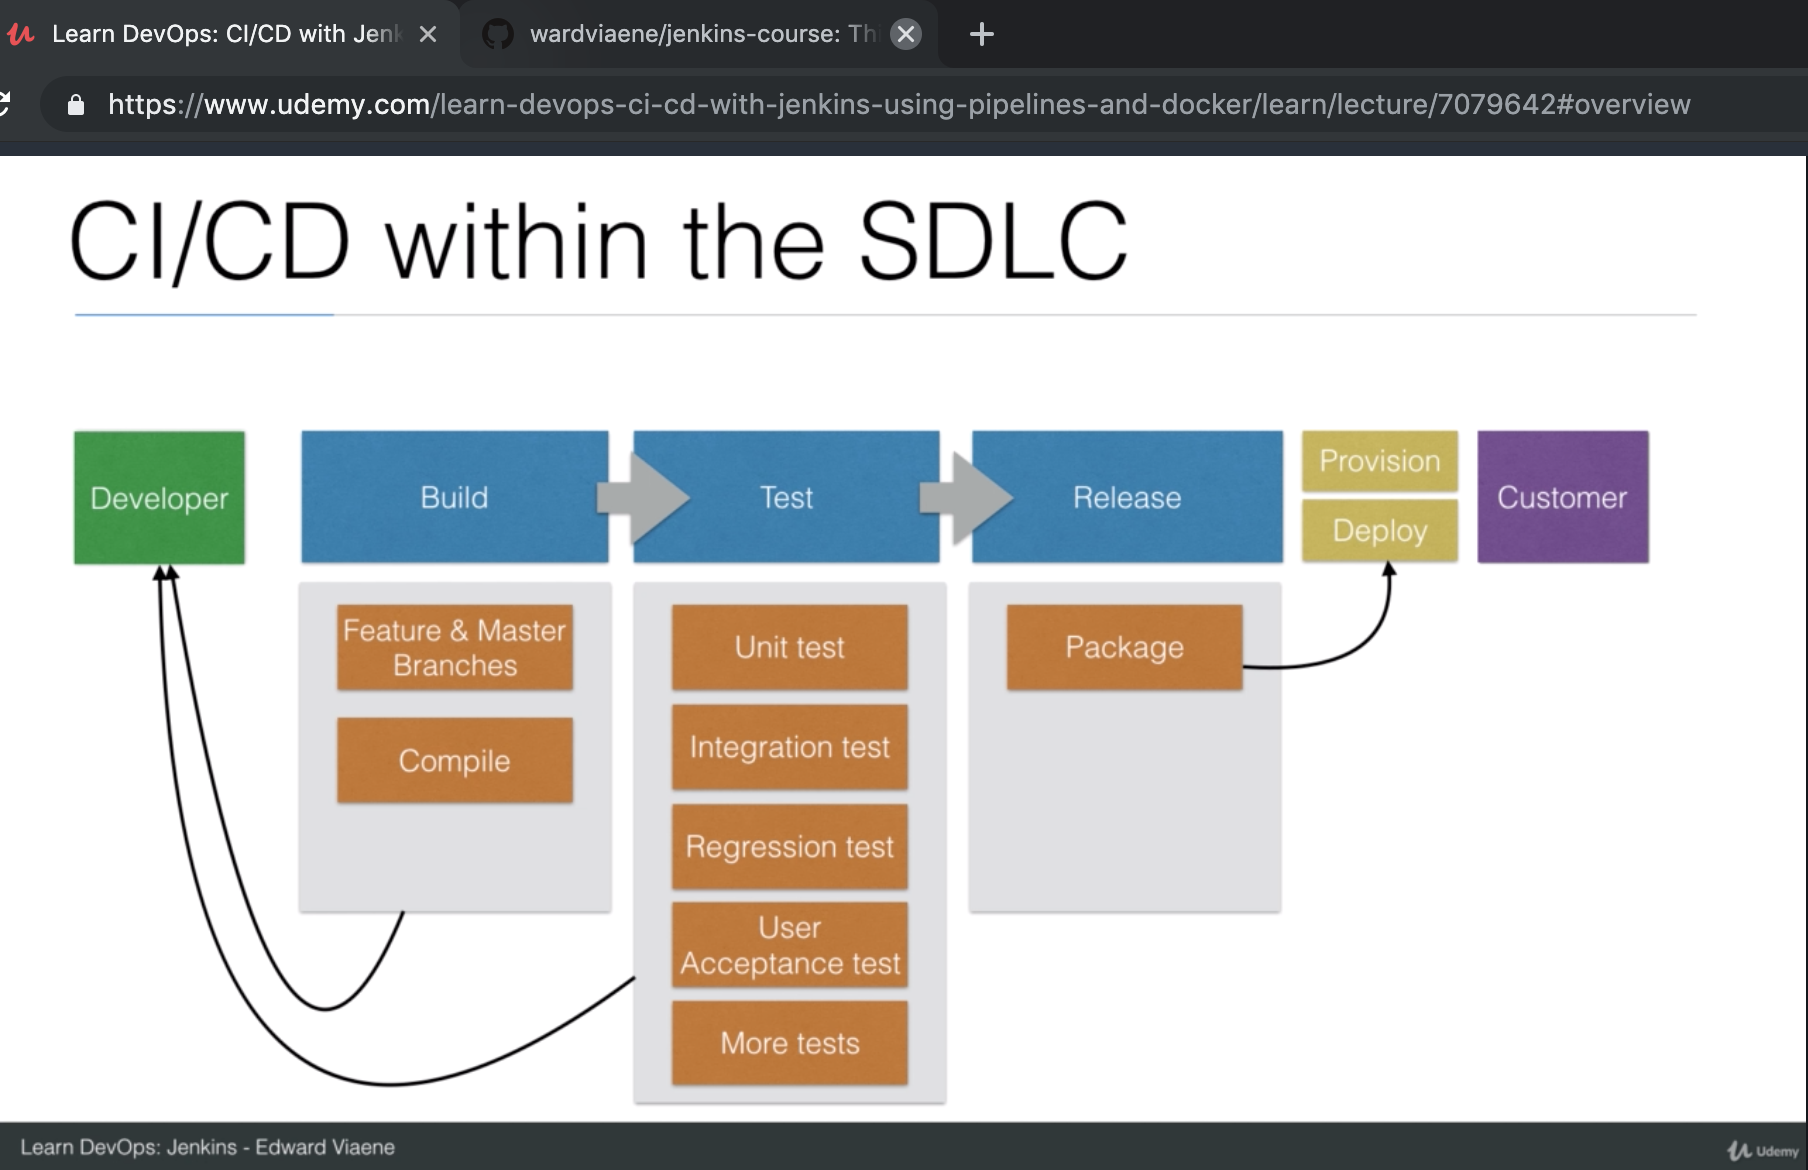 Learn DevOps: CI/CD with Jenk
wardviaene/jenkins-course: Th
https://www.udemy.com/learn-devops-ci-cd-with-jenkins-using-pipelines-and-docker/learn/lecture/7079642#overview
CI/CD within the SDLC
Developer
Build
Test
Release
Provision
Deploy
Customer
Feature & Master
Branches
Compile
Unit test
Integration test
Regression test
User
Acceptance test
More tests
Package
Learn DevOps: Jenkins - Edward Viaene
Udemy